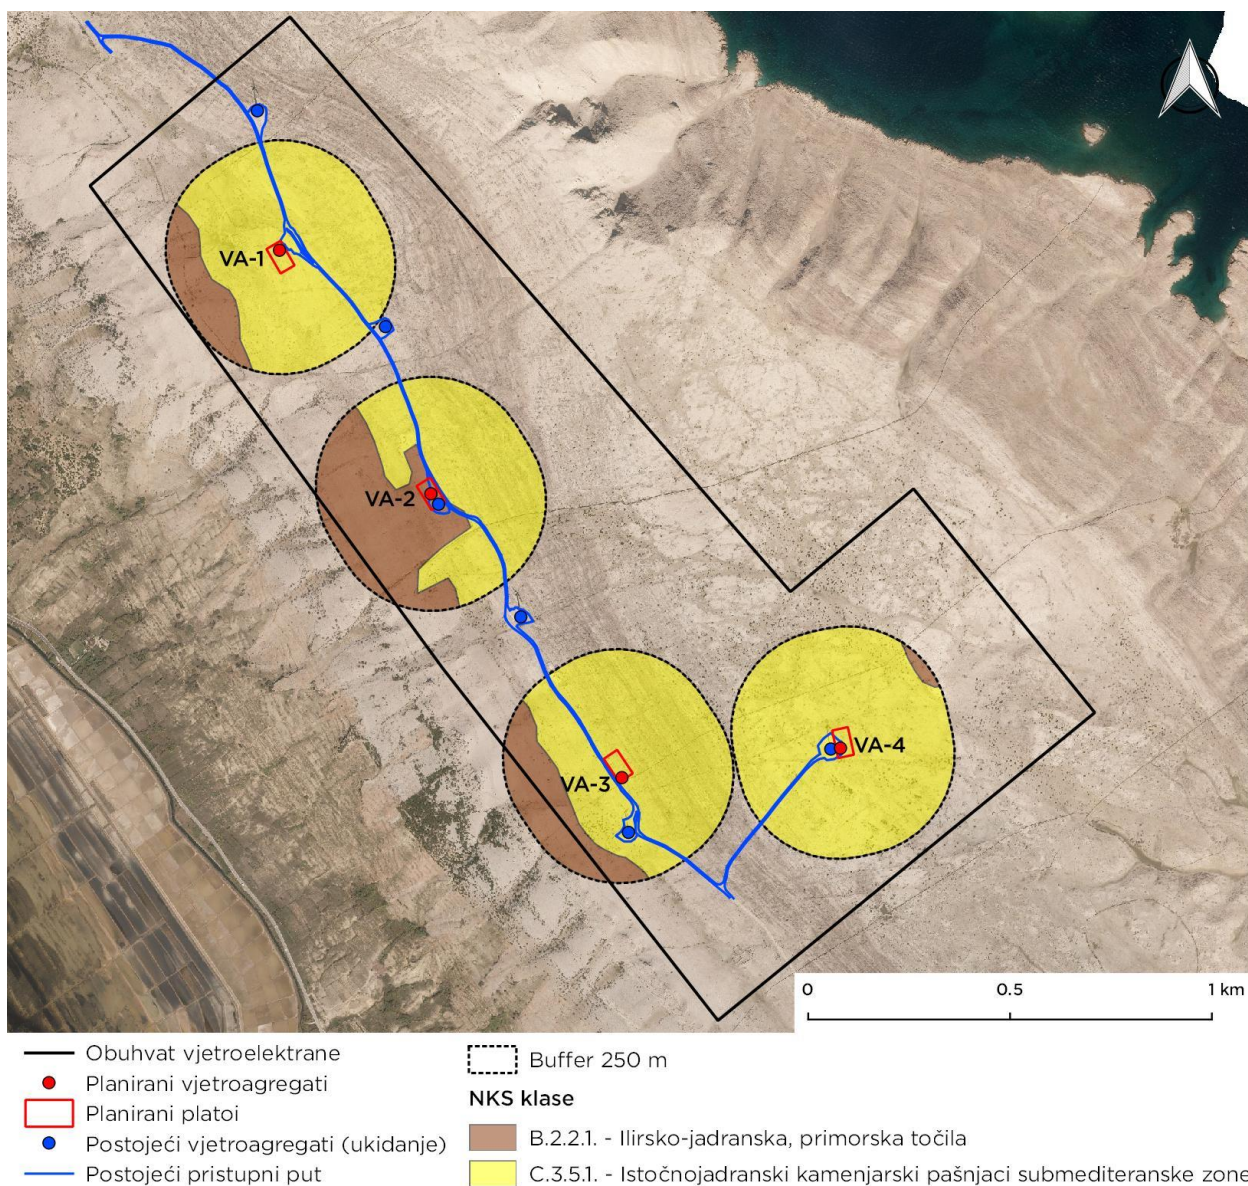 VA-1
VA-2
VA-3
VA-4
0 0.5 1 km
Obuhvat vjetroelektrane
Planirani vjetroagregati
Planirani platoi
Postojeći vjetroagregati (ukidanje)
Postojeći pristupni put
Buffer 250 m
NKS klase
B.2.2.1. - Ilirsko-jadranska, primorska točila
C.3.5.1. - Istočnojadranski kamenjarski pašnjaci submediteranske zone